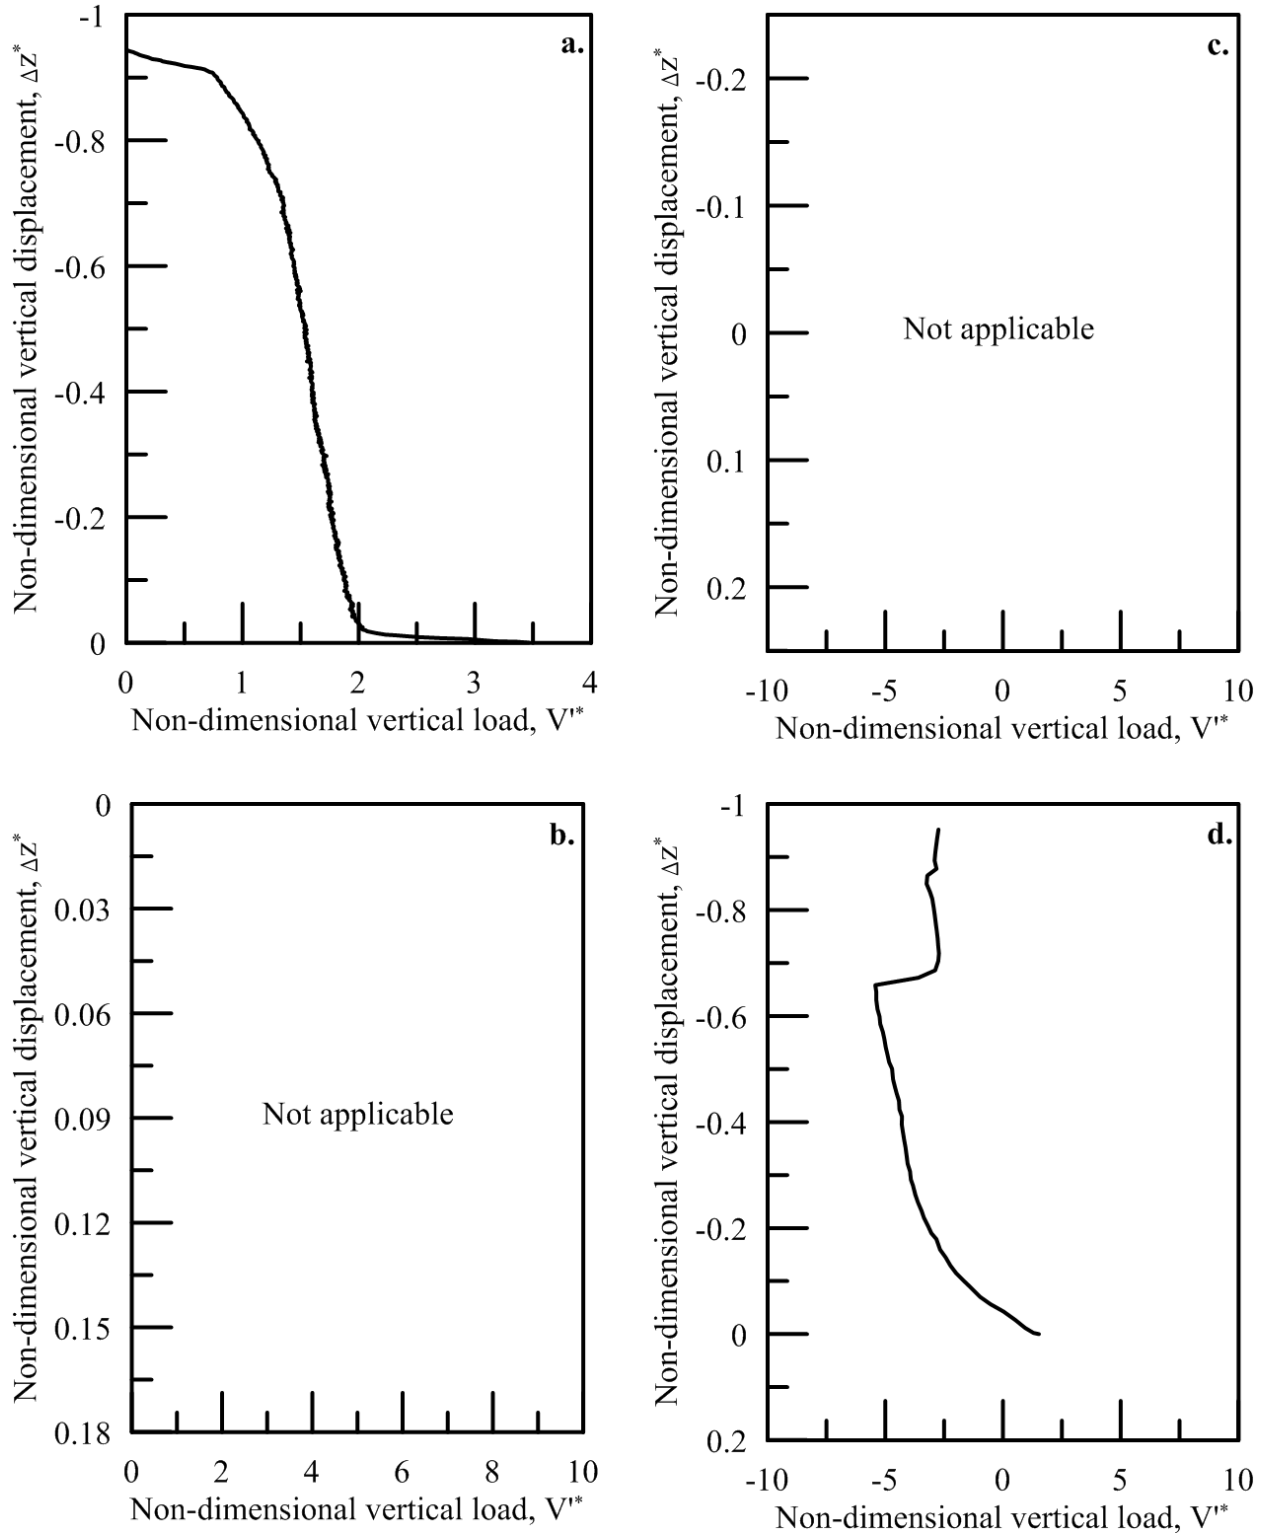 a.
Non-dimensional vertical displacement, Δz*
-1
-0.8
-0.6
-0.4
-0.2
0
0 1 2 3 4
Non-dimensional vertical load, V'*
c.
Non-dimensional vertical displacement, Δz*
-0.2
-0.1
0
0.1
0.2
Not applicable
-10 -5 0 5 10
Non-dimensional vertical load, V'*
b.
Non-dimensional vertical displacement, Δz*
0
0.03
0.06
0.09
0.12
0.15
0.18
Not applicable
0 2 4 6 8 10
Non-dimensional vertical load, V'*
d.
Non-dimensional vertical displacement, Δz*
-1
-0.8
-0.6
-0.4
-0.2
0
0.2
-10 -5 0 5 10
Non-dimensional vertical load, V'*